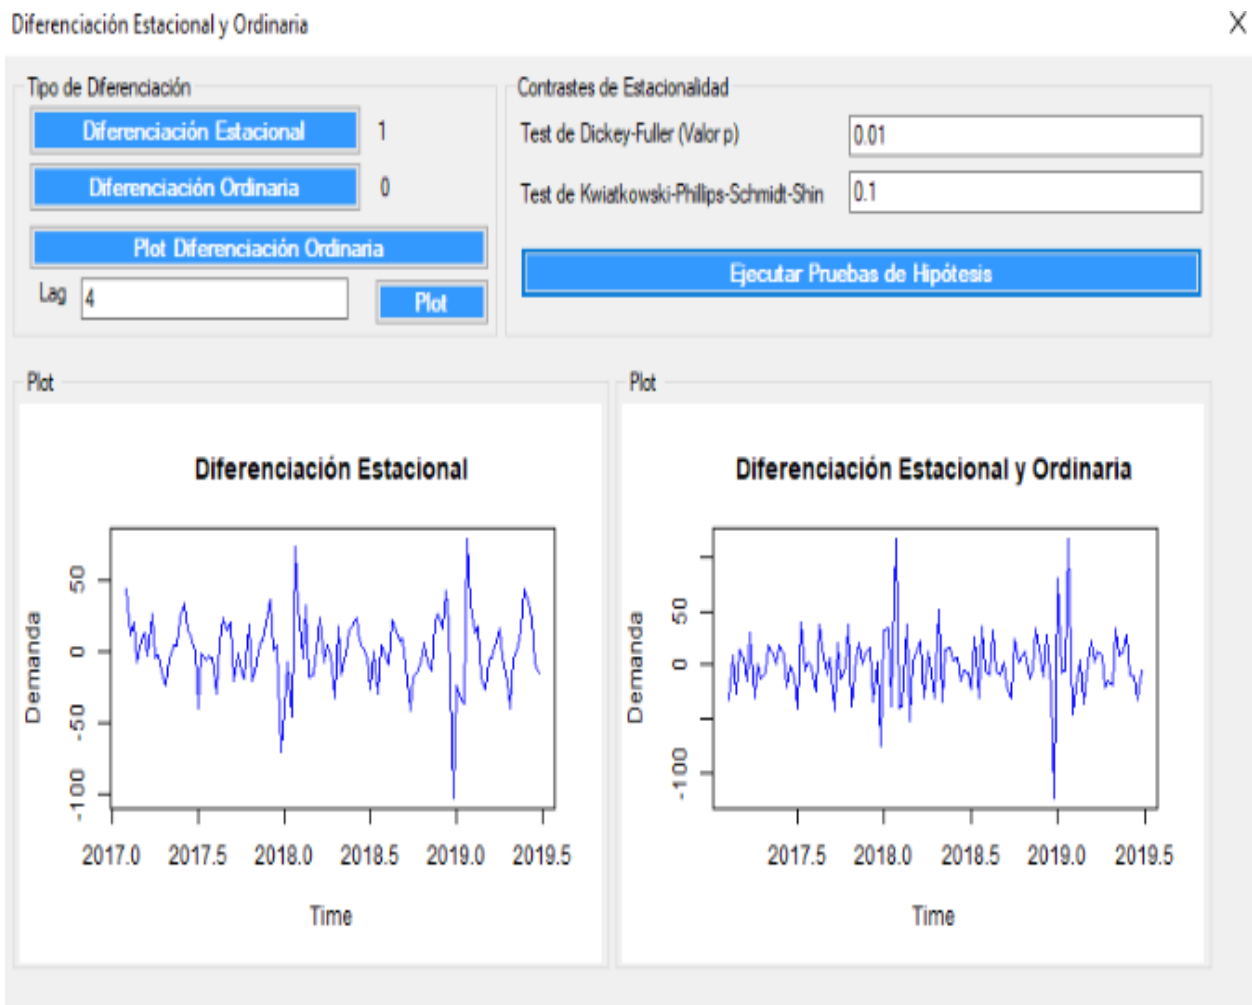 Diferenciación Estacional y Ordinaria X
Tipo de Diferenciación
Diferenciación Estacional 1
Diferenciación Ordinaria 0
Plot Diferenciación Ordinaria
Lag 4 Plot
Contrastes de Estacionalidad
Test de Dickey-Fuller (Valor p) 0.01
Test de Kwiatkowski-Phillips-Schmidt-Shin 0.1
Ejecutar Pruebas de Hipótesis
Plot
Diferenciación Estacional
Demanda
50
0
-50
-100
2017.0 2017.5 2018.0 2018.5 2019.0 2019.5
Time
Plot
Diferenciación Estacional y Ordinaria
Demanda
50
0
-100
2017.5 2018.0 2018.5 2019.0 2019.5
Time